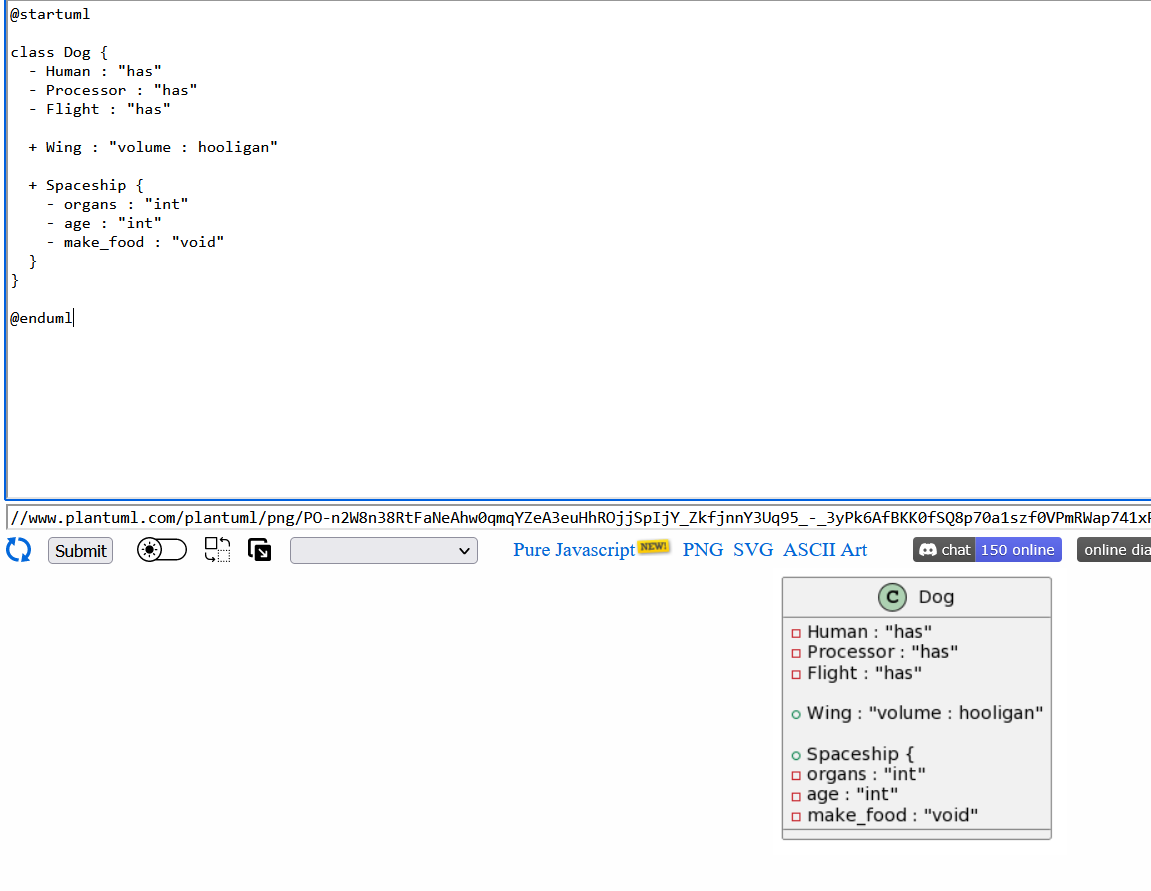 @startuml
class Dog {
- Human : "has"
- Processor : "has"
- Flight : "has"
+ Wing : "volume : hooligan"
+ Spaceship {
- organs : "int"
- age : "int"
- make_food : "void"
}
}
@enduml
//www.plantuml.com/plantuml/png/PO-n2W8n38RtFaNeAhw0qmqYZeA3euHhROjjSpIjY_ZkfjnnY3Uq95_-_3yPk6AfBKK0fSQ8p70a1szf0VPmRWap741x
Submit
Pure Javascript NEW! PNG SVG ASCII Art
chat 150 online
online dia
C Dog
Human : "has"
Processor : "has"
Flight : "has"
Wing : "volume : hooligan"
Spaceship {
organs : "int"
age : "int"
make_food : "void"